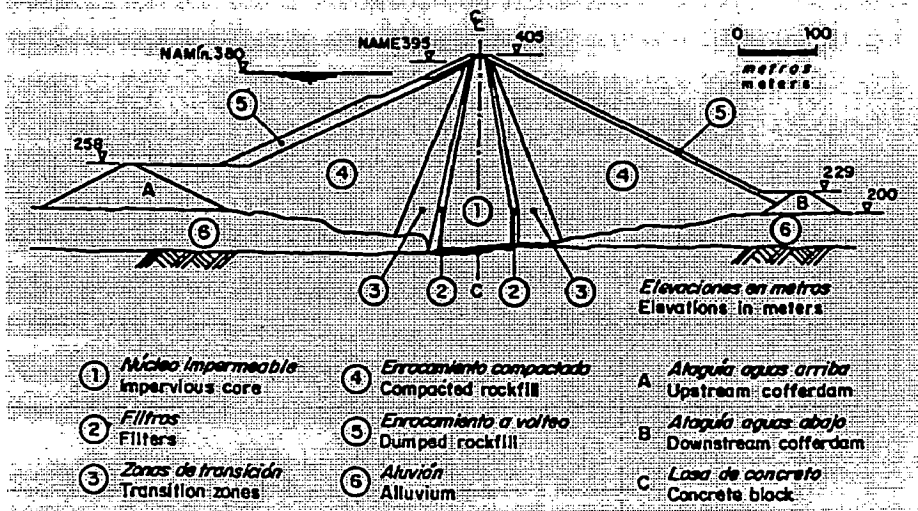 ℄
NAMín. 380
NAME 395
405
0 100
metros
meters
5
5
258
4
4
229
A
B
200
1
6
6
3
2
C
2
3
Elevaciones en metros
Elevations in meters
1 Núcleo Impermeable
Impervious core
2 Filtros
Filters
3 Zonas de transición
Transition zones
4 Enrocamiento compactado
Compacted rockfill
5 Enrocamiento a volteo
Dumped rockfill
6 Aluvión
Alluvium
A Ataguía aguas arriba
Upstream cofferdam
B Ataguía aguas abajo
Downstream cofferdam
C Losa de concreto
Concrete block